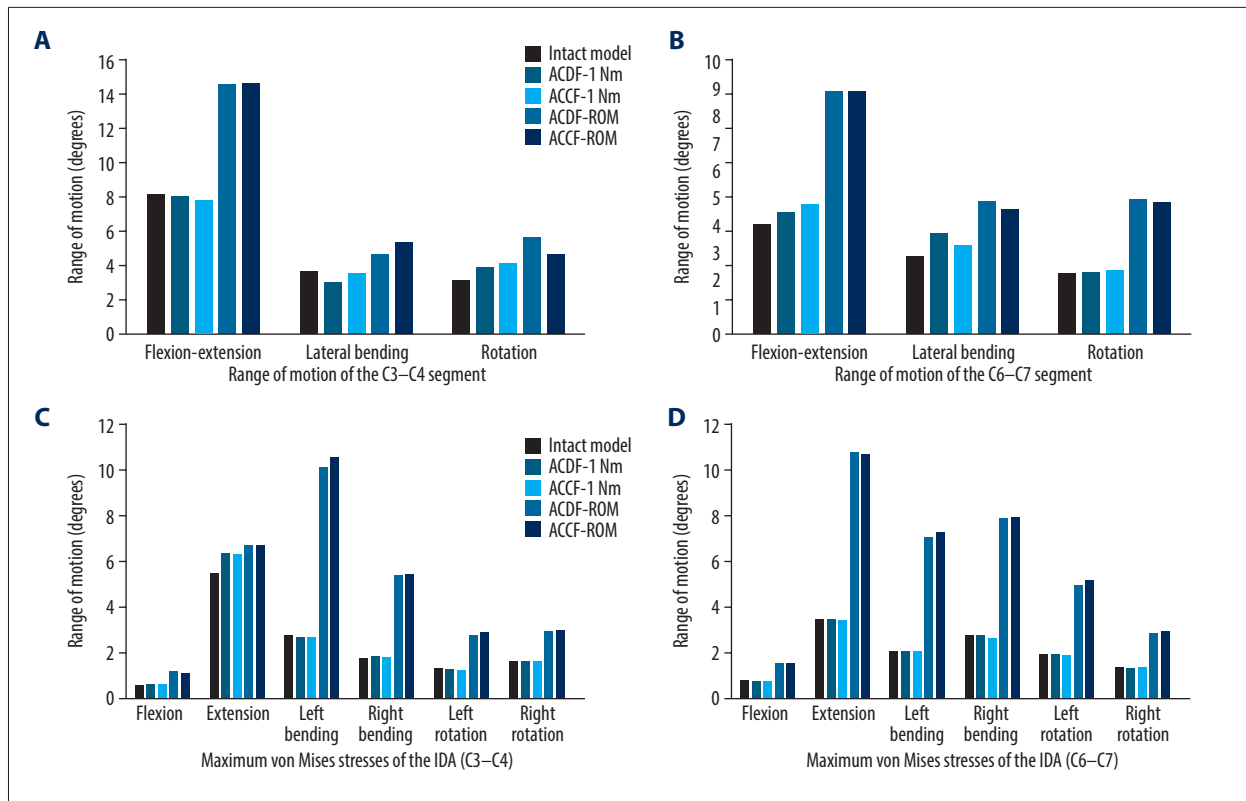 A
16
14
12
10
8
6
4
2
0
Range of motion (degrees)
Intact model
ACDF-1 Nm
ACCF-1 Nm
ACDF-ROM
ACCF-ROM
Flexion-extension
Lateral bending
Rotation
Range of motion of the C3–C4 segment
B
10
9
8
7
6
5
4
3
2
1
0
Range of motion (degrees)
Flexion-extension
Lateral bending
Rotation
Range of motion of the C6–C7 segment
C
12
10
8
6
4
2
0
Range of motion (degrees)
Intact model
ACDF-1 Nm
ACCF-1 Nm
ACDF-ROM
ACCF-ROM
Flexion
Extension
Left
bending
Right
bending
Left
rotation
Right
rotation
Maximum von Mises stresses of the IDA (C3–C4)
D
12
10
8
6
4
2
0
Range of motion (degrees)
Flexion
Extension
Left
bending
Right
bending
Left
rotation
Right
rotation
Maximum von Mises stresses of the IDA (C6–C7)